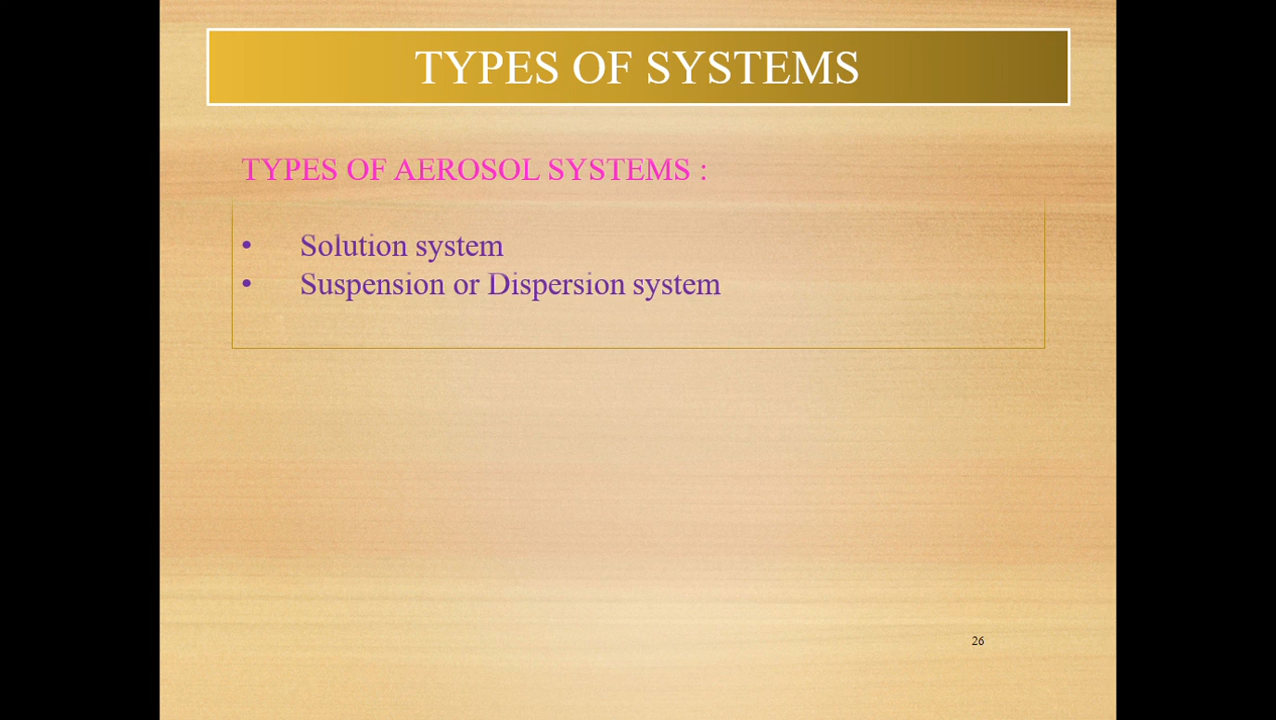 TYPES OF SYSTEMS
TYPES OF AEROSOL SYSTEMS :
• Solution system
• Suspension or Dispersion system
26